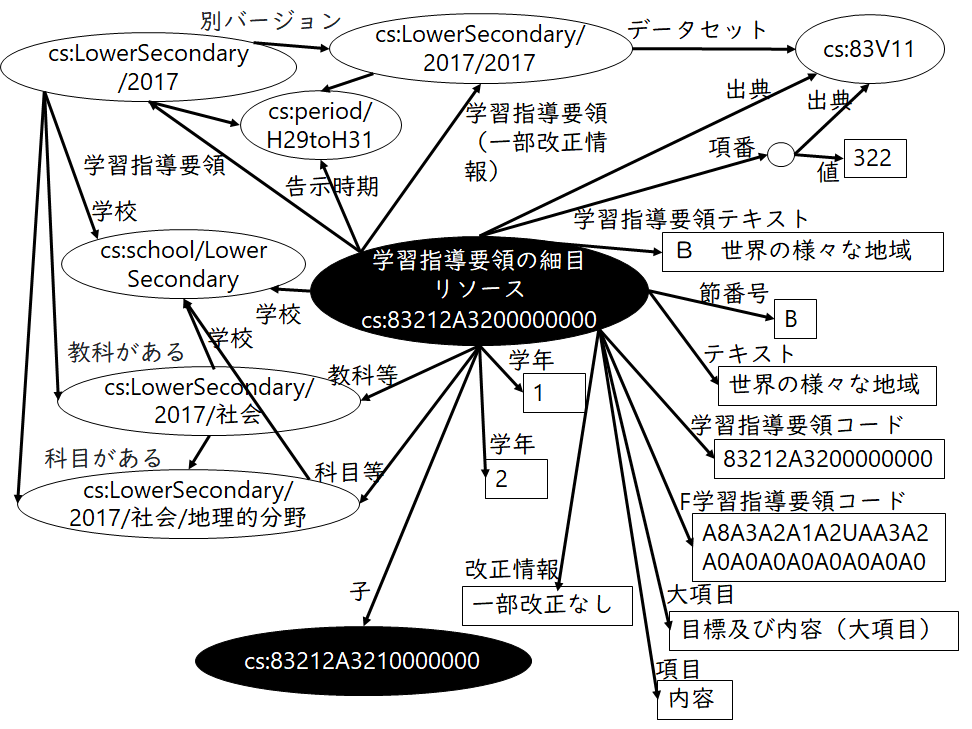 別バージョン
データセット
cs:LowerSecondary
/2017
cs:LowerSecondary/
2017/2017
cs:83V11
出典
出典
cs:period/
H29toH31
学習指導要領
（一部改正情
報）
項番
値
322
学習指導要領
告示時期
学校
学習指導要領テキスト
B　世界の様々な地域
cs:school/Lower
Secondary
学習指導要領の細目
リソース
cs:83212A3200000000
節番号
B
学校
学校
教科がある
テキスト
世界の様々な地域
cs:LowerSecondary/
2017/社会
教科等
学年
1
学習指導要領コード
83212A3200000000
科目がある
科目等
学年
2
cs:LowerSecondary/
2017/社会/地理的分野
F学習指導要領コード
A8A3A2A1A2UAA3A2
A0A0A0A0A0A0A0A0
改正情報
一部改正なし
子
大項目
目標及び内容（大項目）
cs:83212A3210000000
項目
内容